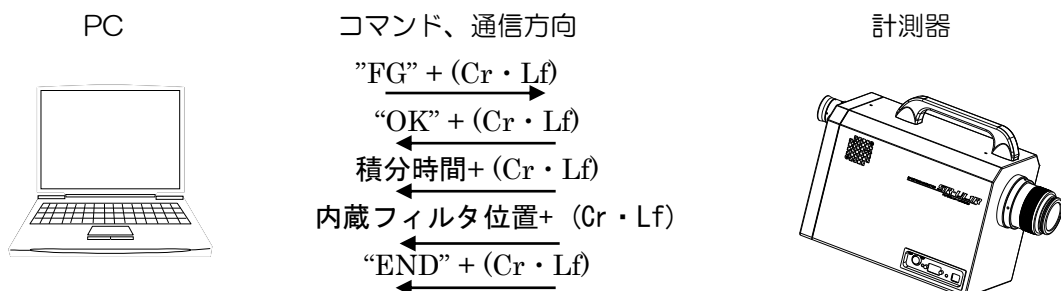 PC
コマンド、通信方向
計測器
”FG” + (Cr・Lf)
“OK” + (Cr・Lf)
積分時間+ (Cr・Lf)
内蔵フィルタ位置+ (Cr・Lf)
“END” + (Cr・Lf)